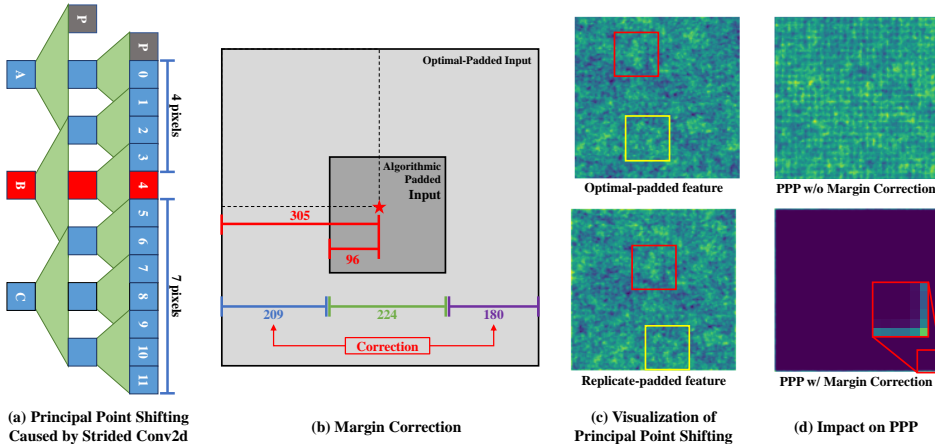 P
P
A
B
C
0
1
2
3
4
5
6
7
8
9
10
11
4 pixels
7 pixels
(a) Principal Point Shifting
Caused by Strided Conv2d
Optimal-Padded Input
Algorithmic
Padded
Input
305
96
209
224
180
Correction
(b) Margin Correction
Optimal-padded feature
Replicate-padded feature
(c) Visualization of
Principal Point Shifting
PPP w/o Margin Correction
PPP w/ Margin Correction
(d) Impact on PPP